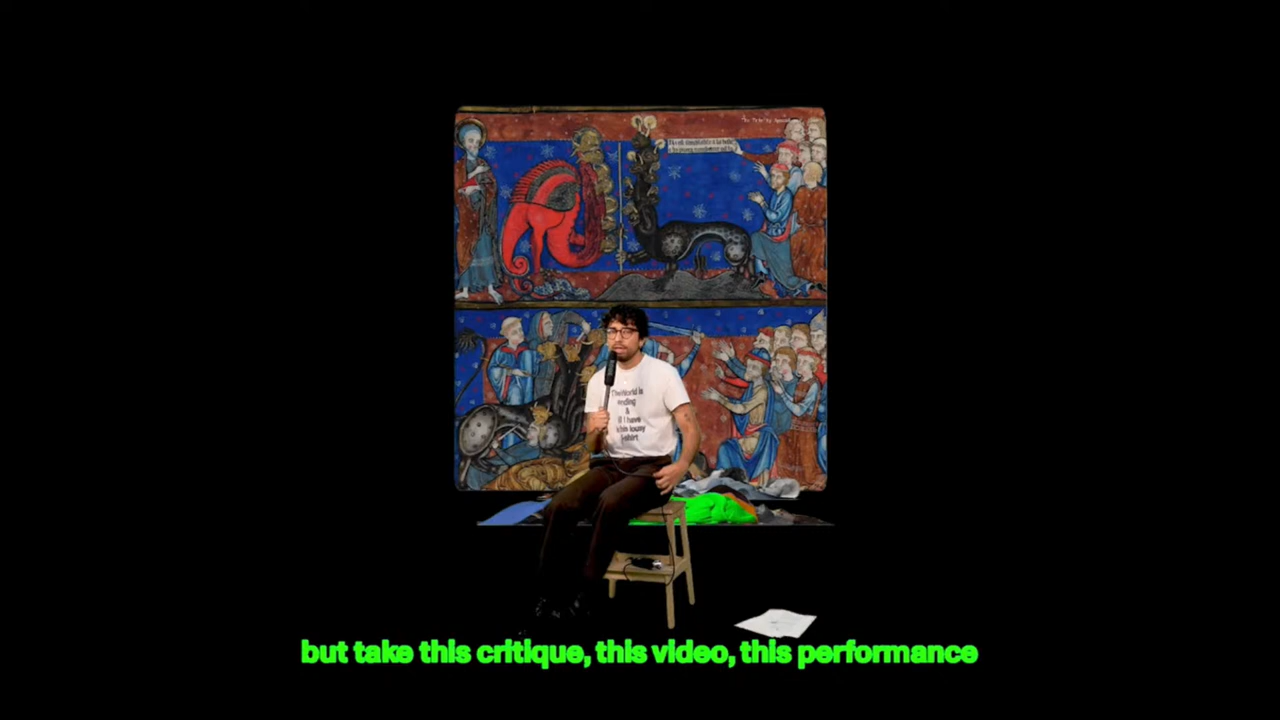 The World is
ending
&
all I have
is this lousy
t-shirt
but take this critique, this video, this performance